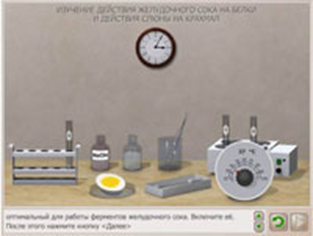 ИЗУЧЕНИЕ ДЕЙСТВИЯ ЖЕЛУДОЧНОГО СОКА НА БЕЛКИ
И ДЕЙСТВИЯ СЛЮНЫ НА КРАХМАЛ
оптимальный для работы ферментов желудочного сока. Включите её.
После этого нажмите кнопку <Далее>